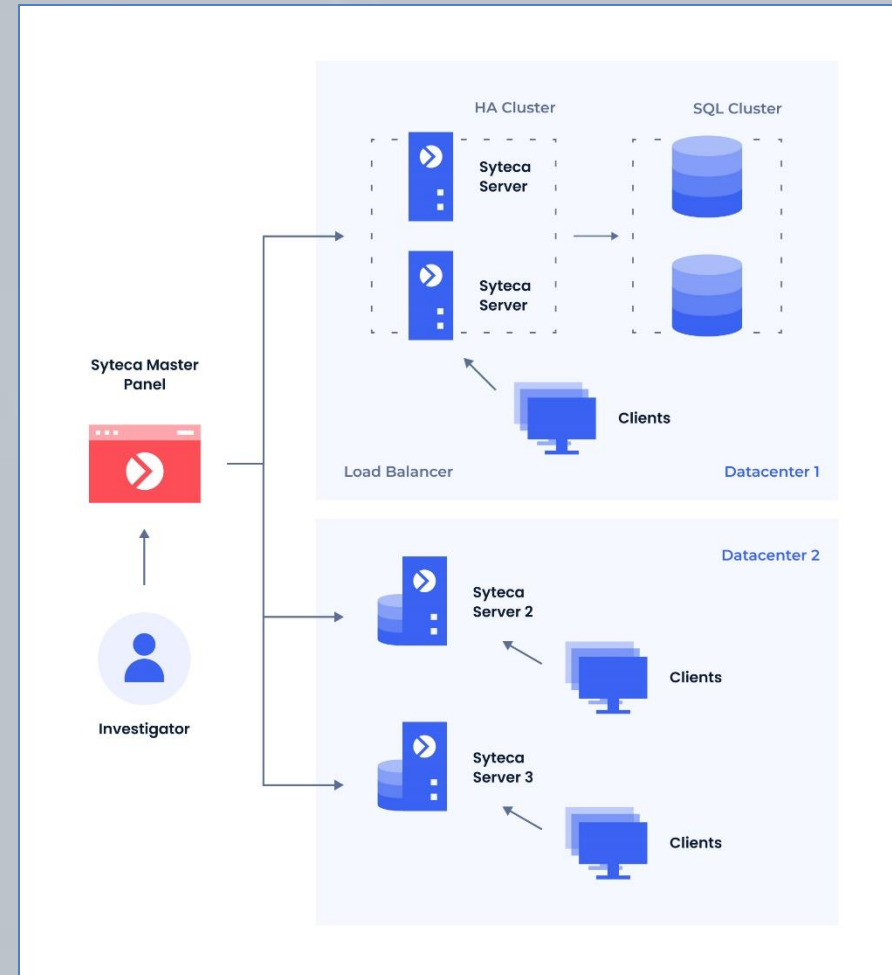 HA Cluster
SQL Cluster
Syteca
Server
Syteca
Server
Syteca Master
Panel
Clients
Load Balancer
Datacenter 1
Datacenter 2
Syteca
Server 2
Clients
Investigator
Syteca
Server 3
Clients